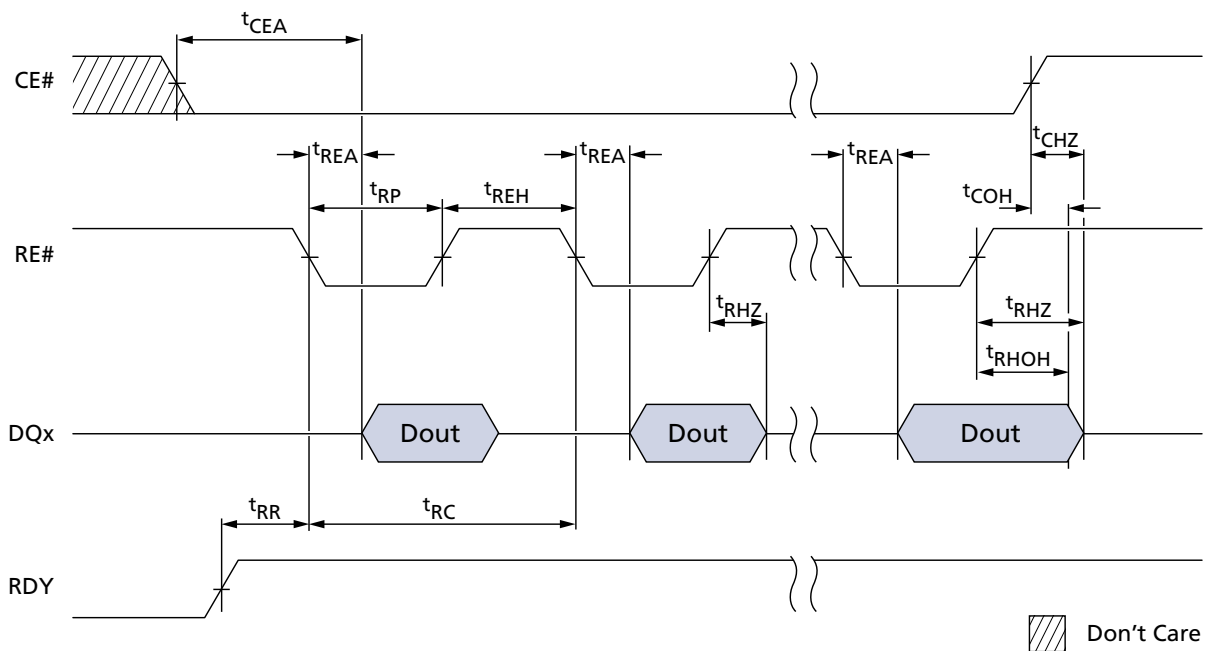 tCEA
CE#
tREA
tREA
tREA
tCHZ
tRP
tREH
tCOH
RE#
tRHZ
tRHZ
tRHOH
DQx
Dout
Dout
Dout
tRR
tRC
RDY
Don't Care